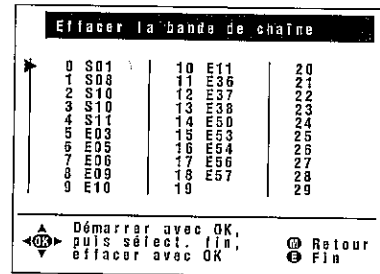 Effacer la bande de chaîne
0 S01 10 E11 20
1 S08 11 E36 21
2 S10 12 E37 22
3 S10 13 E38 23
4 S11 14 E50 24
5 E03 15 E53 25
6 E05 16 E54 26
7 E06 17 E56 27
8 E09 18 E57 28
9 E10 19 29
OK
Démarrer avec OK,
puis sélect. fin,
effacer avec OK
M Retour
E Fin